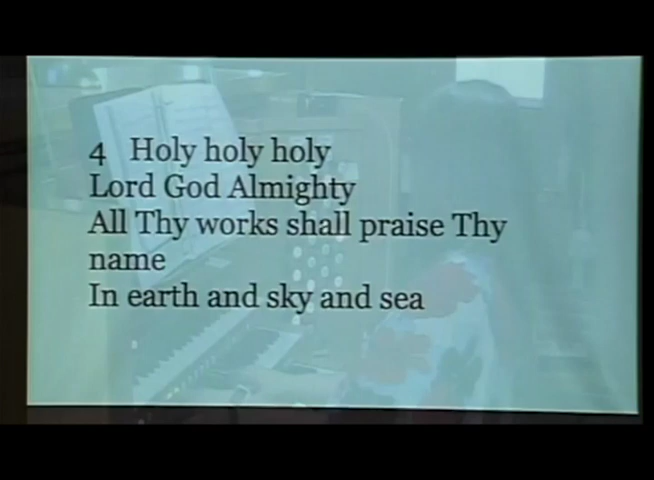 4 Holy holy holy
Lord God Almighty
All Thy works shall praise Thy
name
In earth and sky and sea